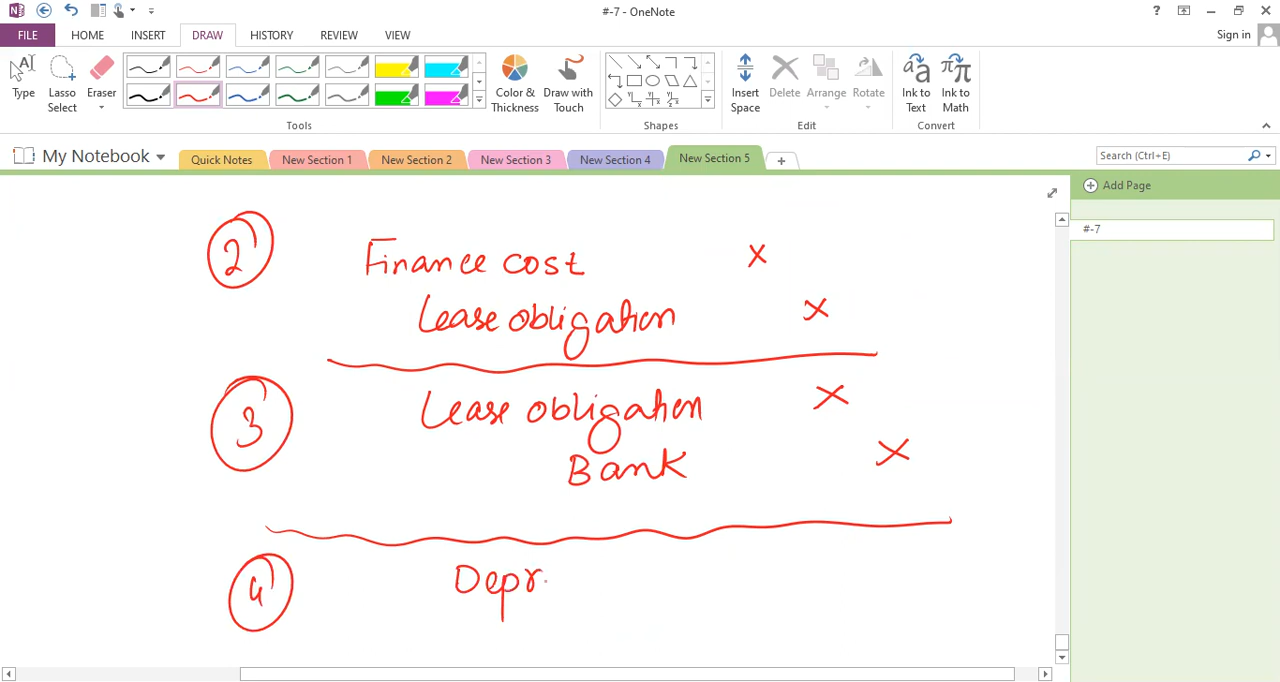 #-7 - OneNote
FILE HOME INSERT DRAW HISTORY REVIEW VIEW
Sign in
Type Lasso Select Eraser
Color & Thickness
Draw with Touch
Insert Space
Delete Arrange Rotate
Ink to Text
Ink to Math
Tools Shapes Edit Convert
My Notebook Quick Notes New Section 1 New Section 2 New Section 3 New Section 4 New Section 5
Search (Ctrl+E)
Add Page
#-7
2 Finance cost x
Lease obligation x
3 Lease obligation x
Bank x
4 Depr.